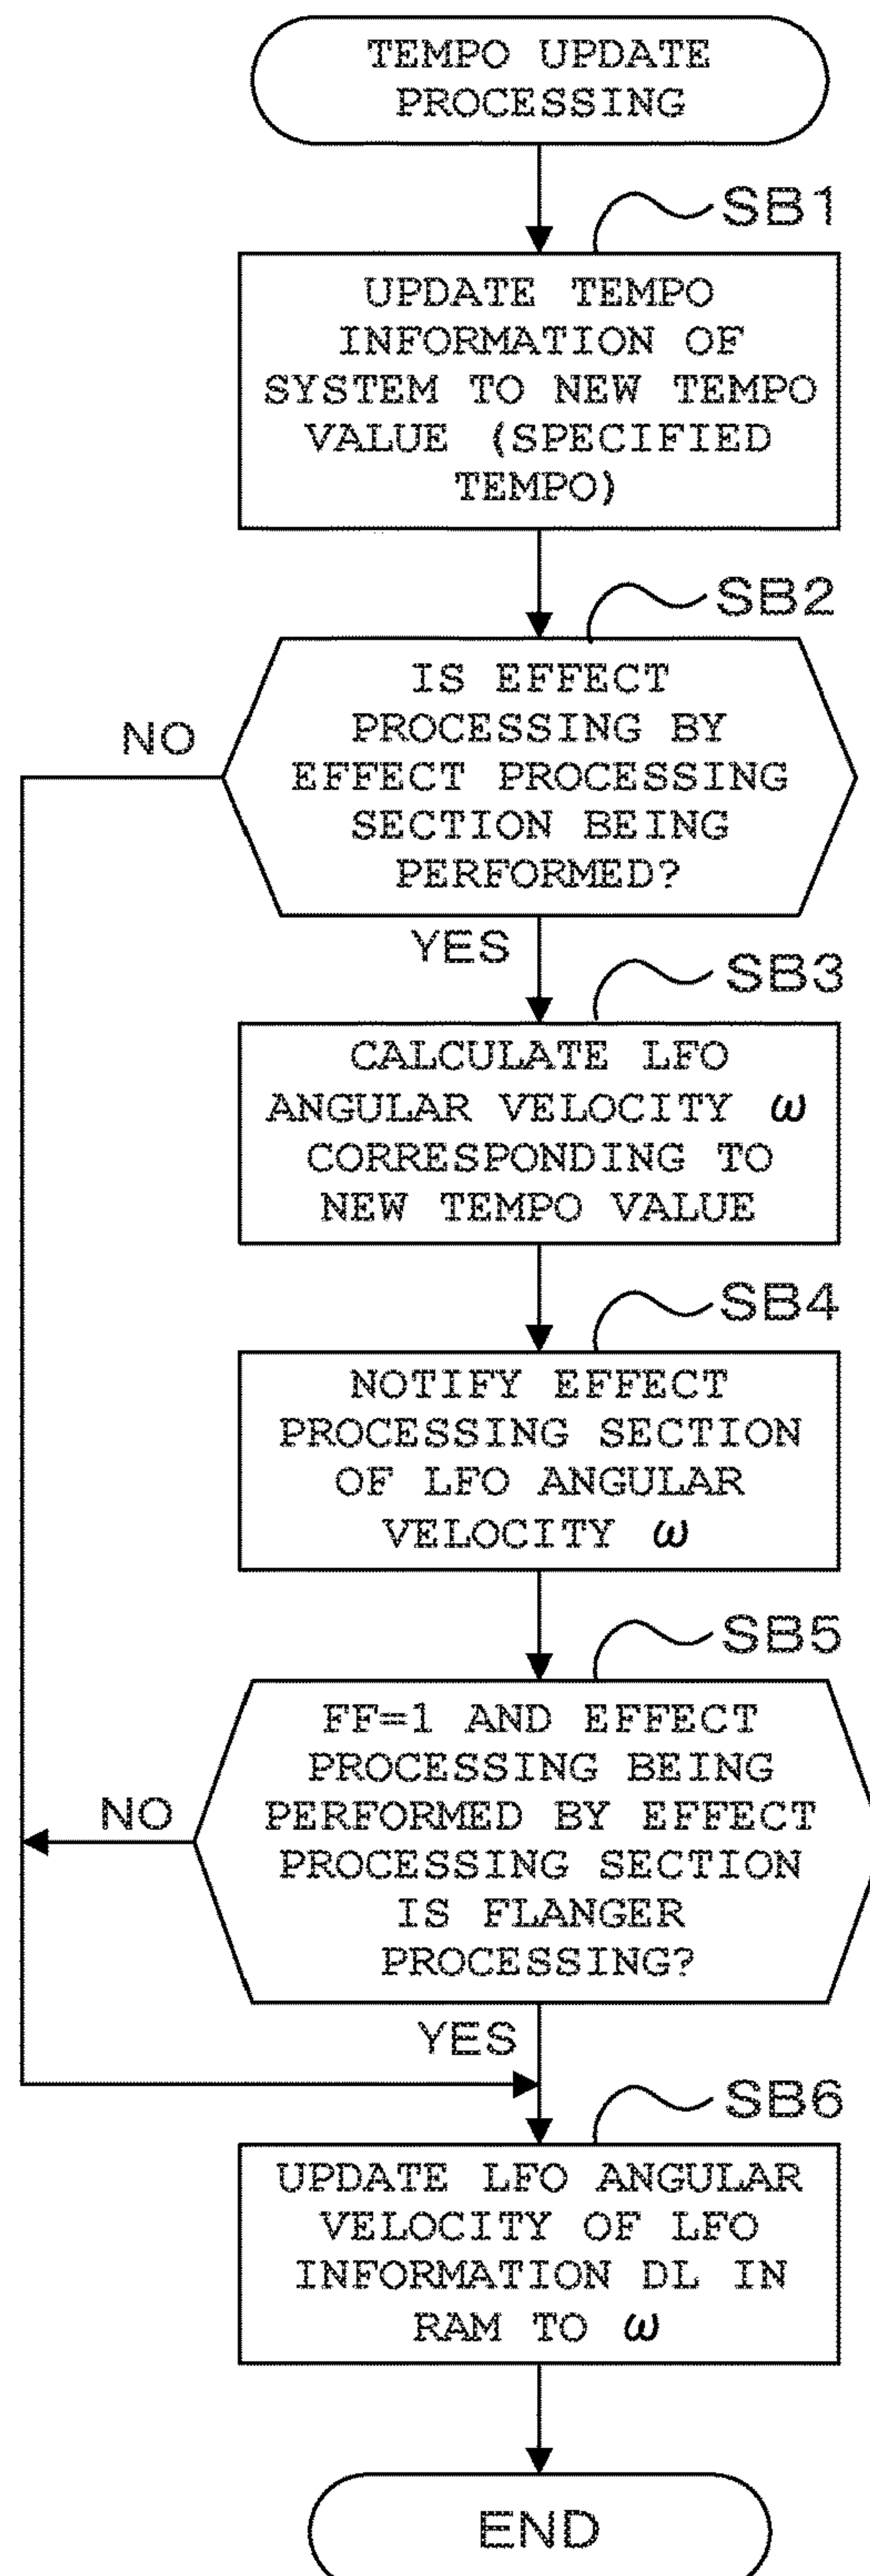 TEMPO UPDATE
PROCESSING
SB1
UPDATE TEMPO
INFORMATION OF
SYSTEM TO NEW TEMPO
VALUE (SPECIFIED
TEMPO)
SB2
IS EFFECT
PROCESSING BY
EFFECT PROCESSING
SECTION BEING
PERFORMED?
NO
YES
SB3
CALCULATE LFO
ANGULAR VELOCITY ω
CORRESPONDING TO
NEW TEMPO VALUE
SB4
NOTIFY EFFECT
PROCESSING SECTION
OF LFO ANGULAR
VELOCITY ω
SB5
FF=1 AND EFFECT
PROCESSING BEING
PERFORMED BY EFFECT
PROCESSING SECTION
IS FLANGER
PROCESSING?
NO
YES
SB6
UPDATE LFO ANGULAR
VELOCITY OF LFO
INFORMATION DL IN
RAM TO ω
END